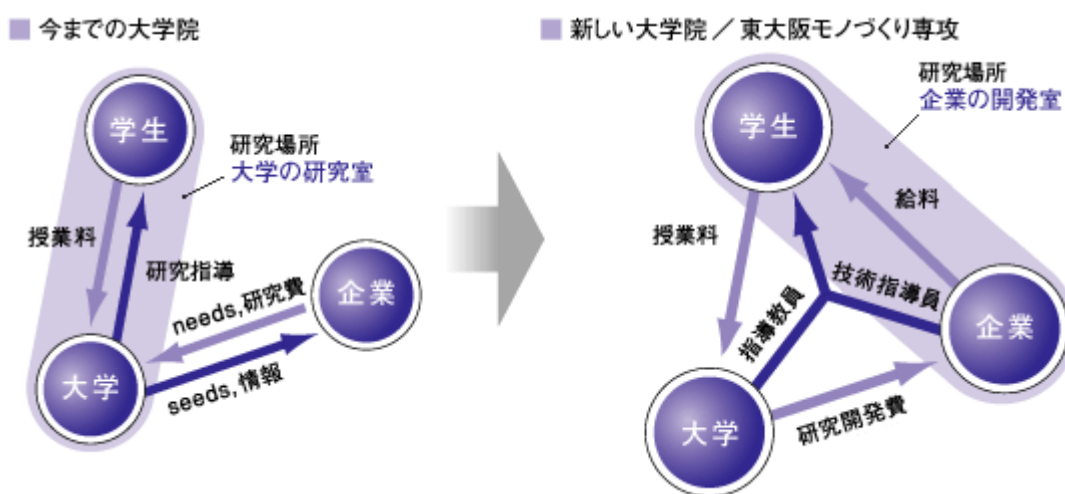 今までの大学院
学生
研究場所
大学の研究室
授業料
研究指導
needs,研究費
企業
大学
seeds,情報
新しい大学院／東大阪モノづくり専攻
研究場所
企業の開発室
学生
給料
授業料
技術指導員
指導教員
企業
大学
研究開発費